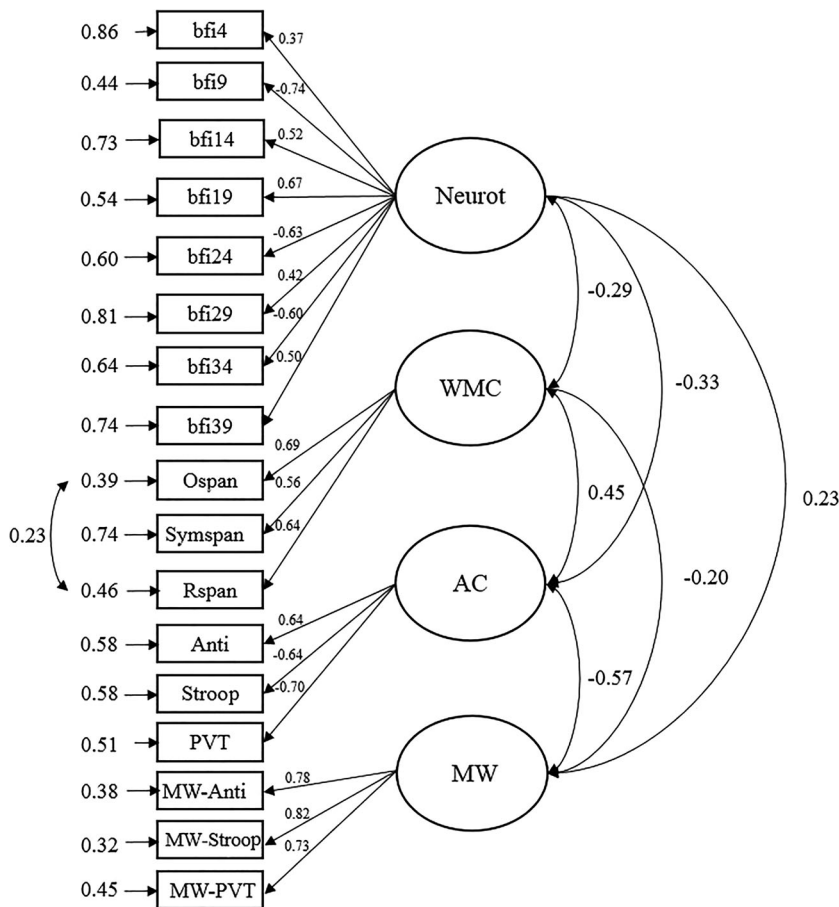 0.86 bfi4 0.37
0.44 bfi9 -0.74
0.73 bfi14 0.52
0.54 bfi19 0.67
0.60 bfi24 -0.63
0.81 bfi29 0.42
0.64 bfi34 -0.60
0.74 bfi39 0.50
0.39 Ospan 0.69
0.74 Symspan 0.56
0.46 Rspan 0.64
0.23
0.58 Anti 0.64
0.58 Stroop -0.64
0.51 PVT -0.70
0.38 MW-Anti 0.78
0.32 MW-Stroop 0.82
0.45 MW-PVT 0.73
Neurot
WMC
AC
MW
-0.29
-0.33
0.45
0.23
-0.20
-0.57